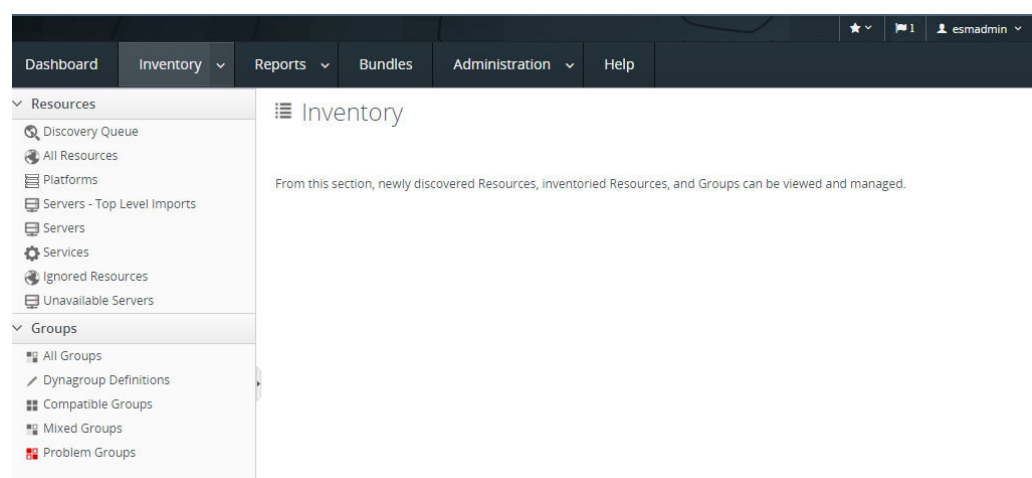 1 esmadmin
Dashboard Inventory Reports Bundles Administration Help
Resources
Discovery Queue
All Resources
Platforms
Servers - Top Level Imports
Servers
Services
Ignored Resources
Unavailable Servers
Groups
All Groups
Dynagroup Definitions
Compatible Groups
Mixed Groups
Problem Groups
Inventory
From this section, newly discovered Resources, inventoried Resources, and Groups can be viewed and managed.